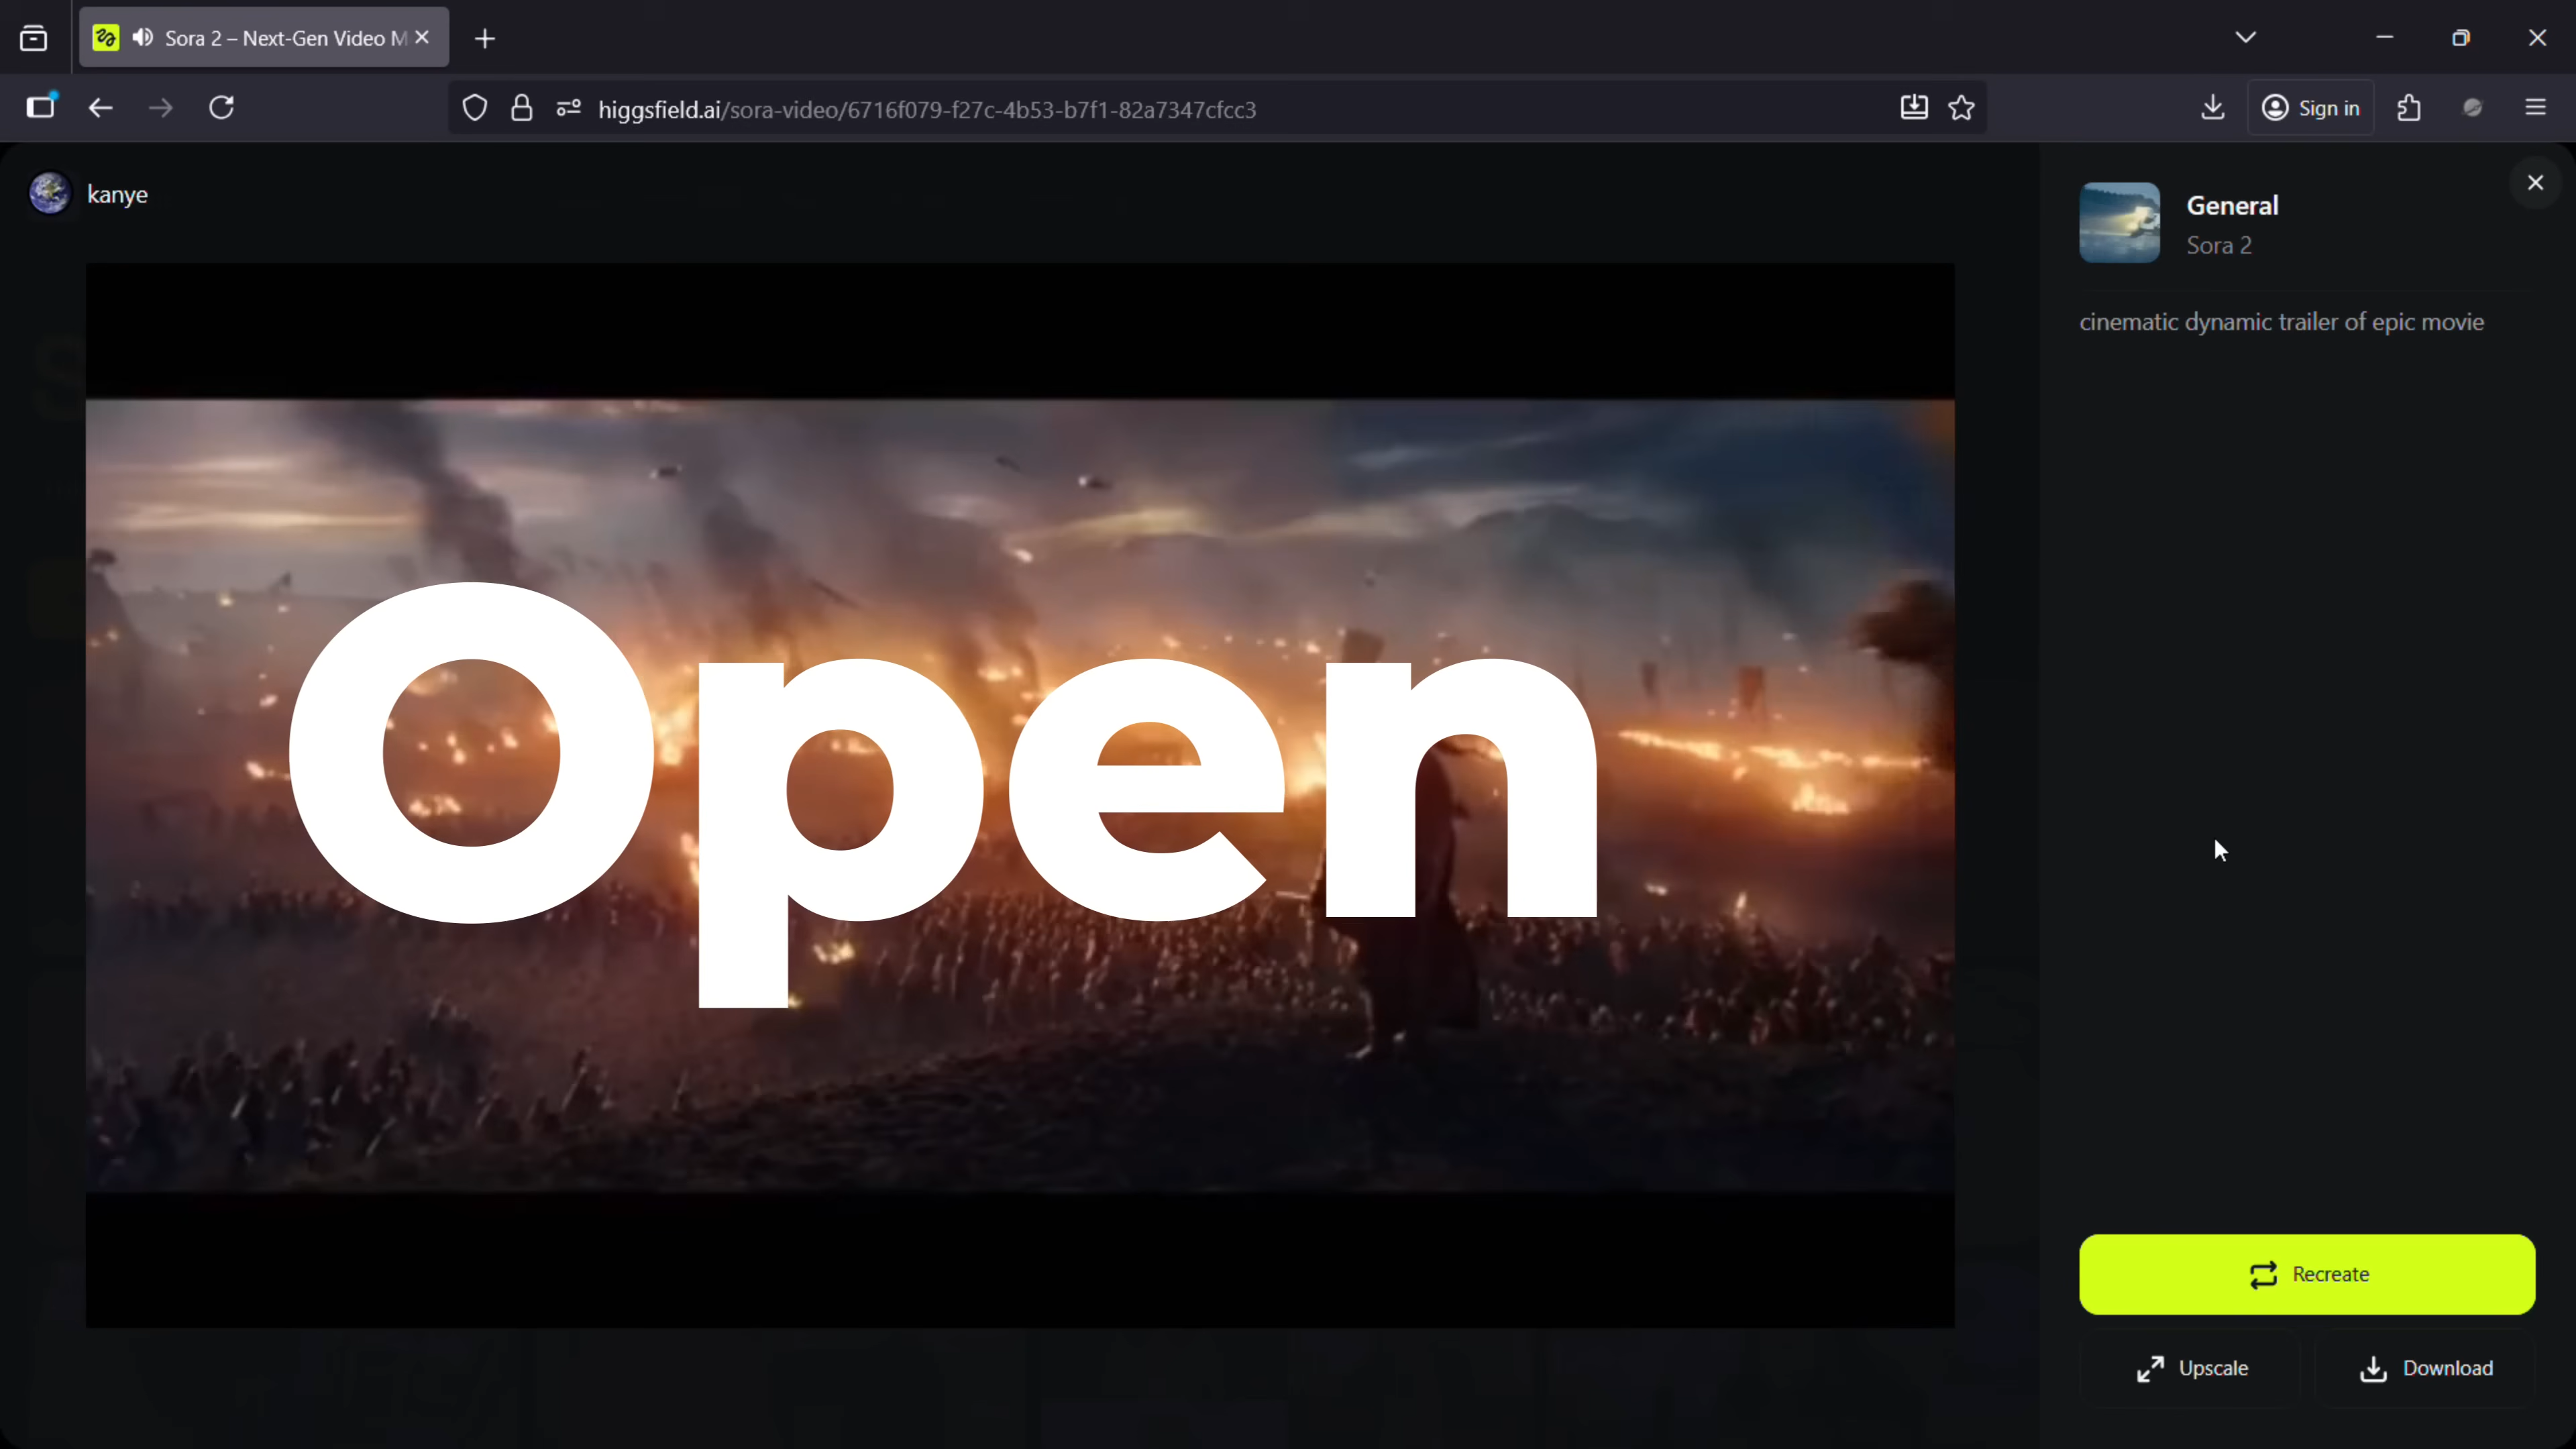 Sora 2 – Next-Gen Video M
higgsfield.ai/sora-video/6716f079-f27c-4b53-b7f1-82a7347cfcc3
Sign in
kanye
General
Sora 2
cinematic dynamic trailer of epic movie
Open
Recreate
Upscale
Download